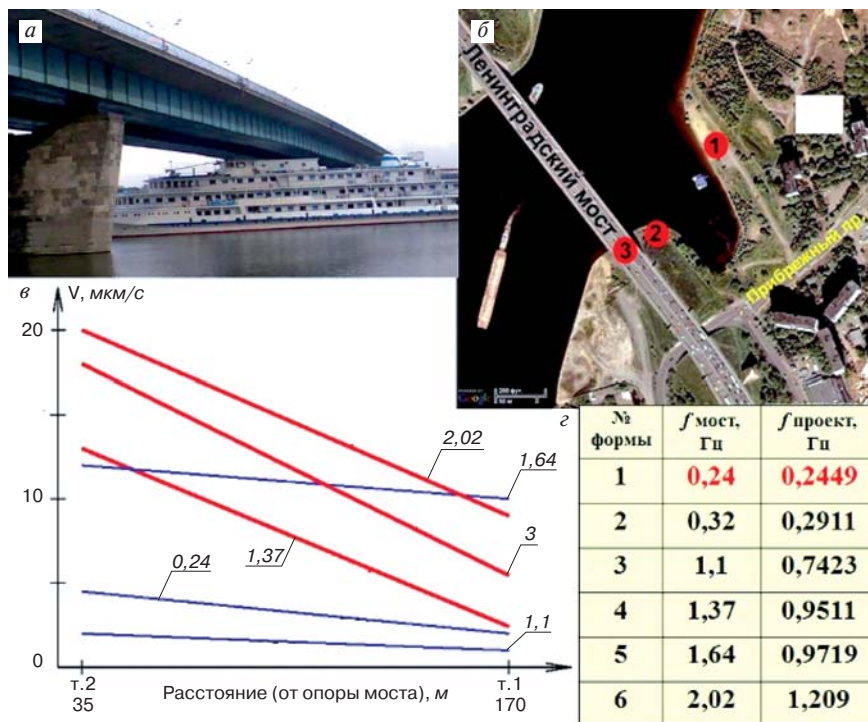 а
б
Ленинградский мост
1
2
3
Прибрежный пр.
Google
в
V, мкм/с
20
10
0
2,02
1,64
3
1,37
0,24
1,1
т.2
35
Расстояние (от опоры моста), м
т.1
170
г
№ формы
f мост, Гц
f проект, Гц
1 0,24 0,2449
2 0,32 0,2911
3 1,1 0,7423
4 1,37 0,9511
5 1,64 0,9719
6 2,02 1,209